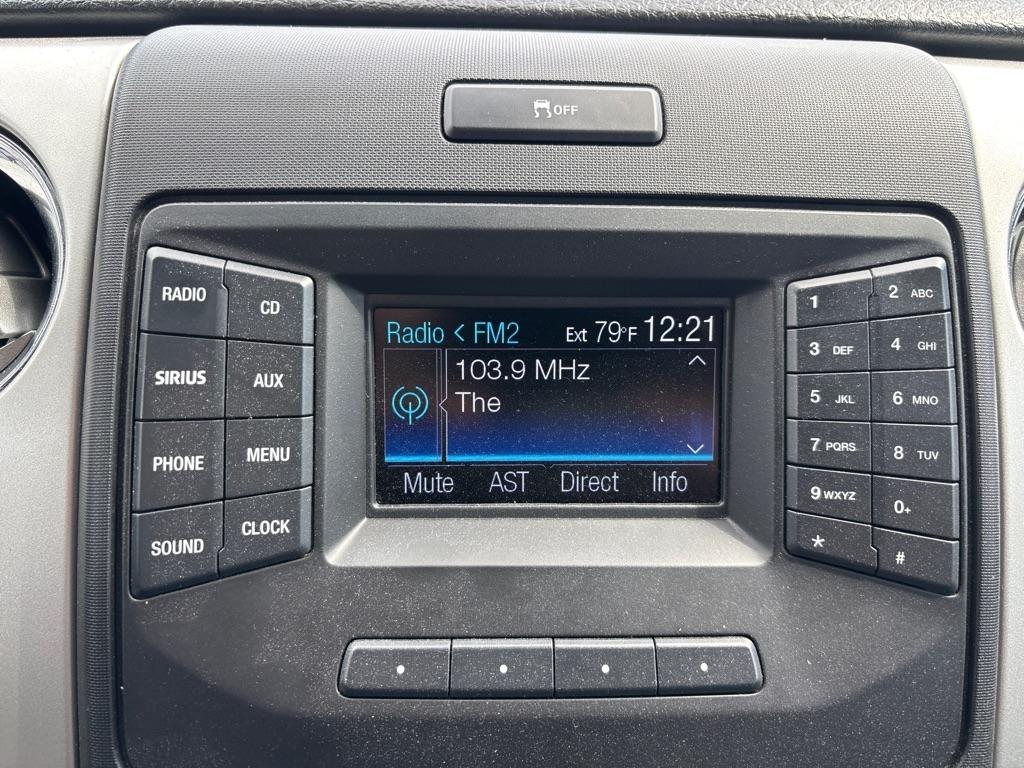 OFF
RADIO
CD
SIRIUS
AUX
PHONE
MENU
SOUND
CLOCK
Radio < FM2 Ext 79°F 12:21
103.9 MHz
The
Mute AST Direct Info
1
2 ABC
3 DEF
4 GHI
5 JKL
6 MNO
7 PQRS
8 TUV
9 WXYZ
0+
*
#